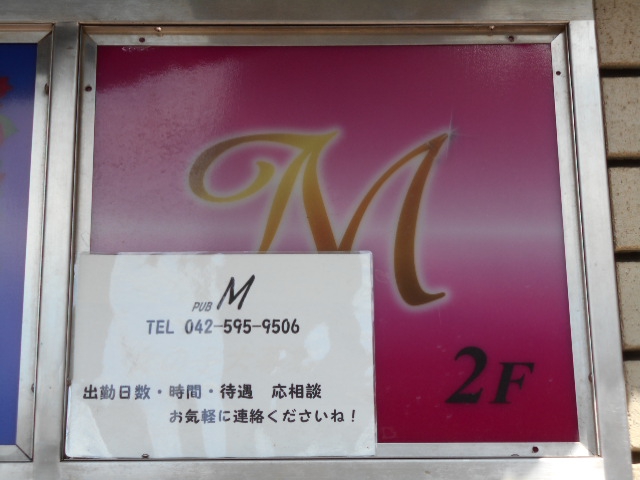 M
PUB M
TEL 042-595-9506
出勤日数・時間・待遇 応相談
お気軽に連絡くださいね!
2F